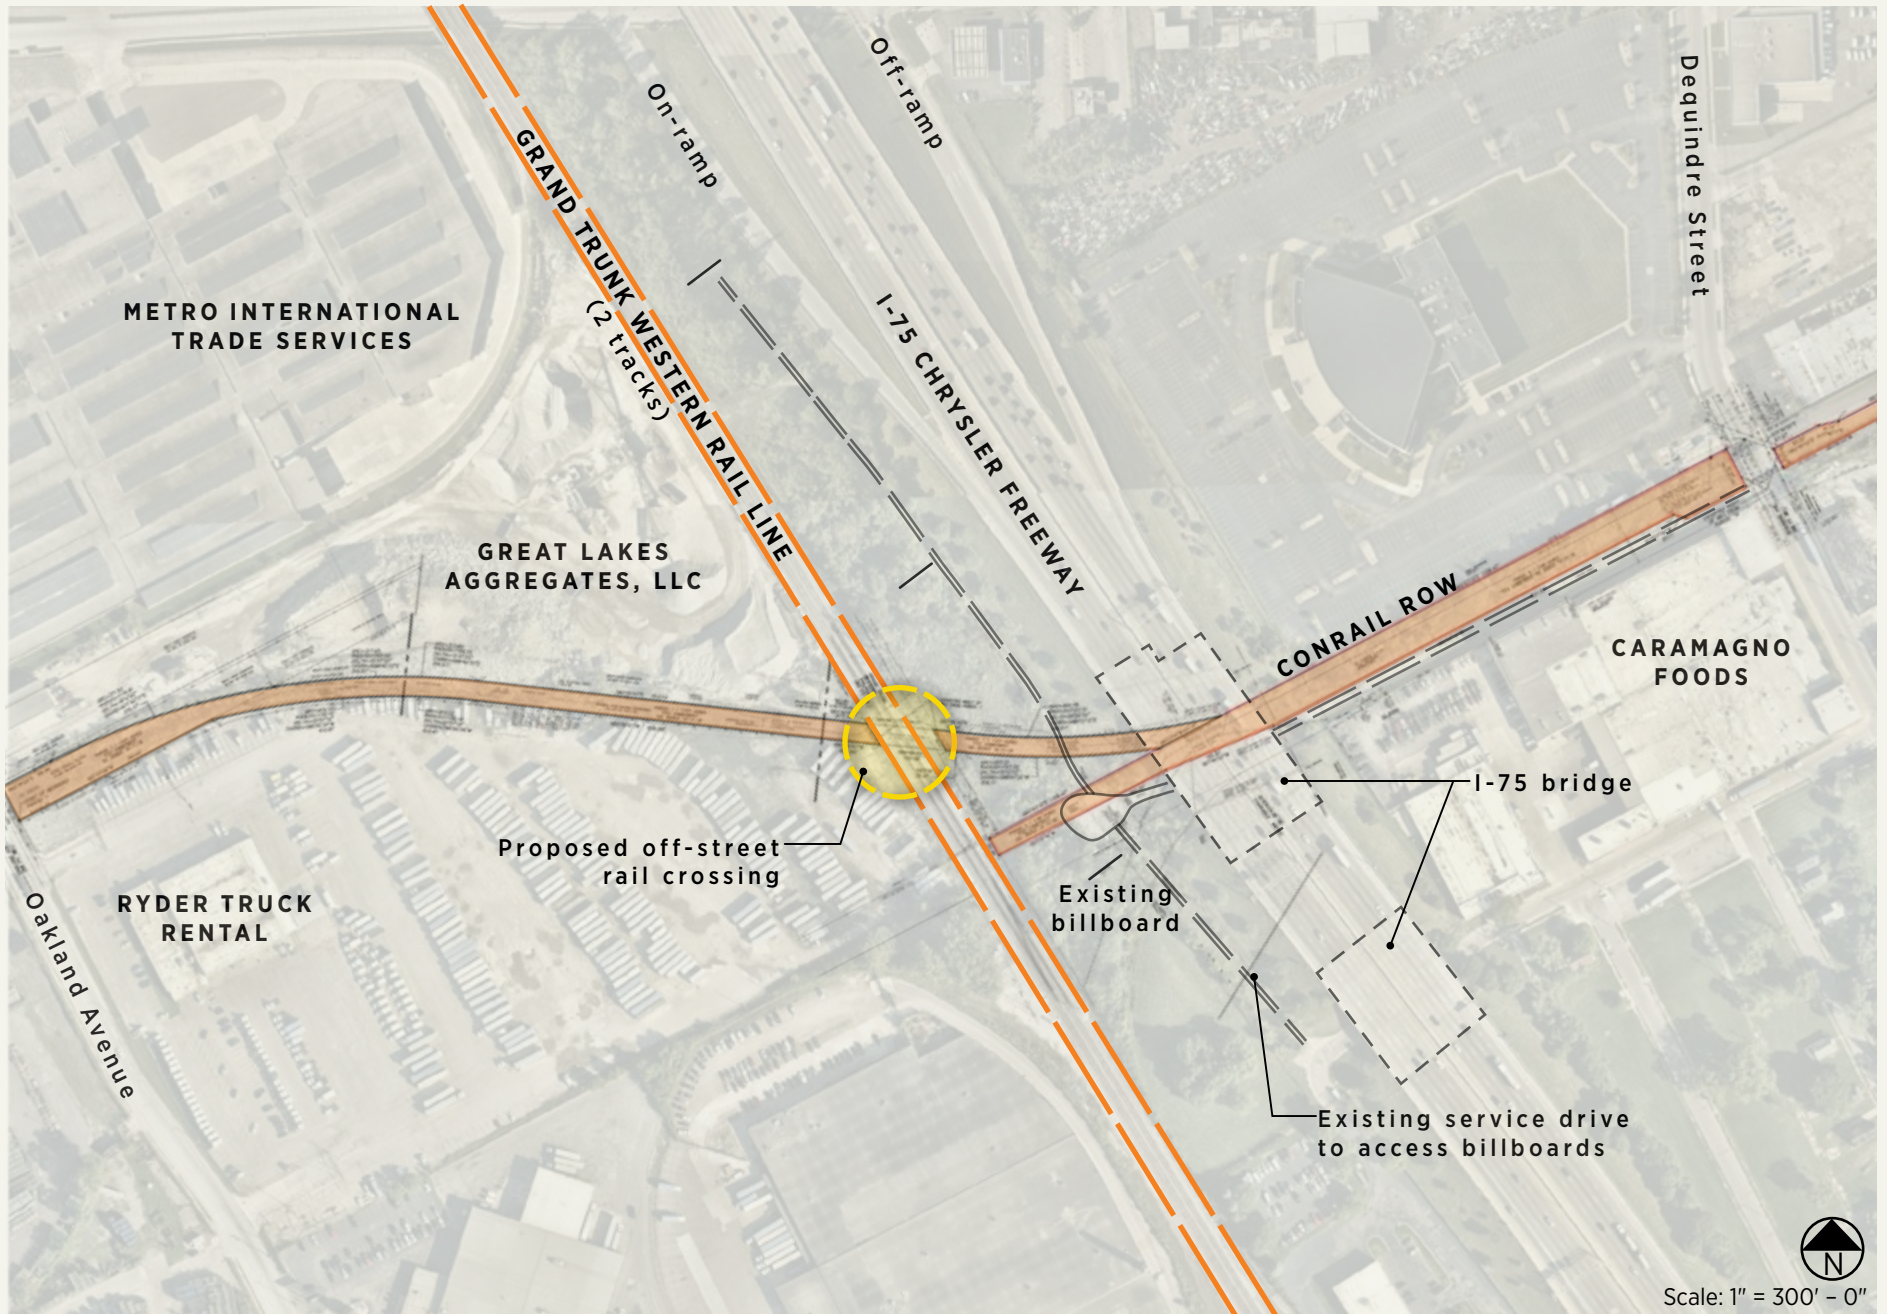 On-ramp
Off-ramp
Dequindre Street
GRAND TRUNK WESTERN RAIL LINE
(2 tracks)
METRO INTERNATIONAL
TRADE SERVICES
I-75 CHRYSLER FREEWAY
GREAT LAKES
AGGREGATES, LLC
CONRAIL ROW
CARAMAGNO
FOODS
I-75 bridge
Proposed off-street
rail crossing
Existing
billboard
RYDER TRUCK
RENTAL
Oakland Avenue
Existing service drive
to access billboards
N
Scale: 1" = 300' – 0"